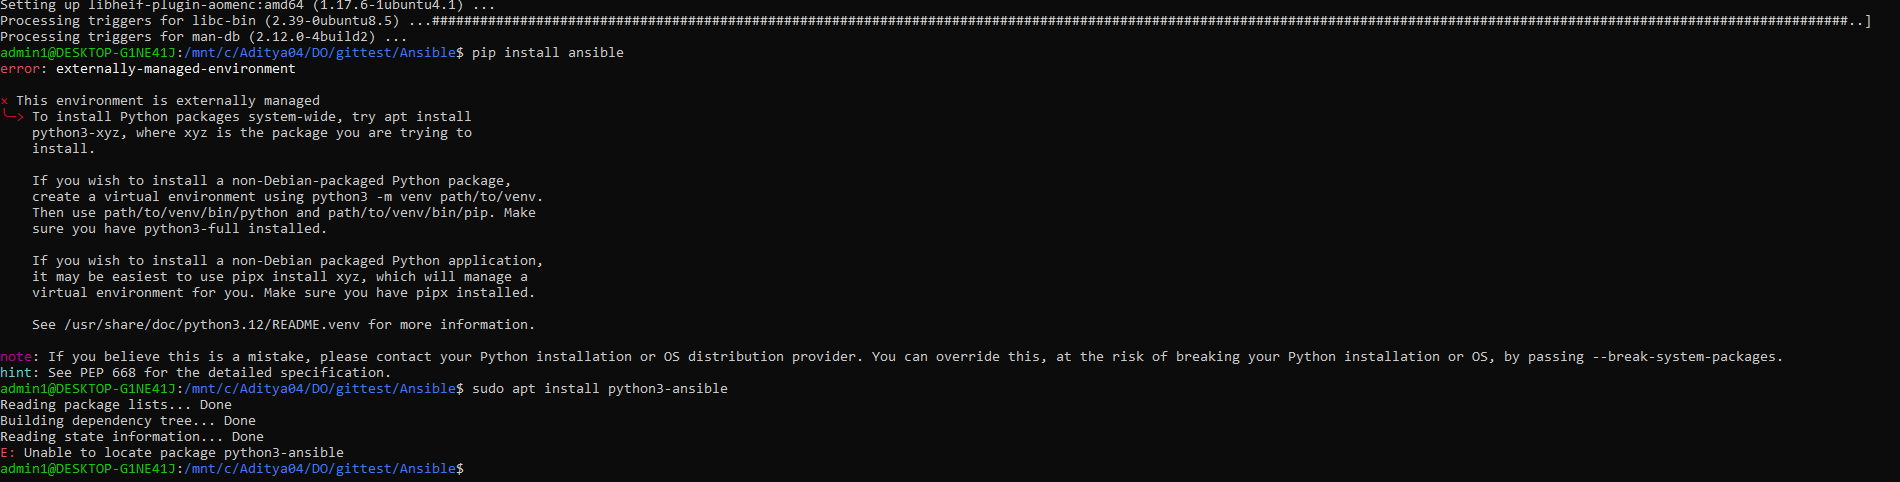 Setting up libheif-plugin-aomenc:amd64 (1.17.6-1ubuntu4.1) ...
Processing triggers for libc-bin (2.39-0ubuntu8.5) ...#################################################################################################################################################################################..]
Processing triggers for man-db (2.12.0-4build2) ...
admin1@DESKTOP-G1NE41J:/mnt/c/Aditya04/DO/gittest/Ansible$ pip install ansible
error: externally-managed-environment
× This environment is externally managed
╰─> To install Python packages system-wide, try apt install
python3-xyz, where xyz is the package you are trying to
install.
If you wish to install a non-Debian-packaged Python package,
create a virtual environment using python3 -m venv path/to/venv.
Then use path/to/venv/bin/python and path/to/venv/bin/pip. Make
sure you have python3-full installed.
If you wish to install a non-Debian packaged Python application,
it may be easiest to use pipx install xyz, which will manage a
virtual environment for you. Make sure you have pipx installed.
See /usr/share/doc/python3.12/README.venv for more information.
note: If you believe this is a mistake, please contact your Python installation or OS distribution provider. You can override this, at the risk of breaking your Python installation or OS, by passing --break-system-packages.
hint: See PEP 668 for the detailed specification.
admin1@DESKTOP-G1NE41J:/mnt/c/Aditya04/DO/gittest/Ansible$ sudo apt install python3-ansible
Reading package lists... Done
Building dependency tree... Done
Reading state information... Done
E: Unable to locate package python3-ansible
admin1@DESKTOP-G1NE41J:/mnt/c/Aditya04/DO/gittest/Ansible$